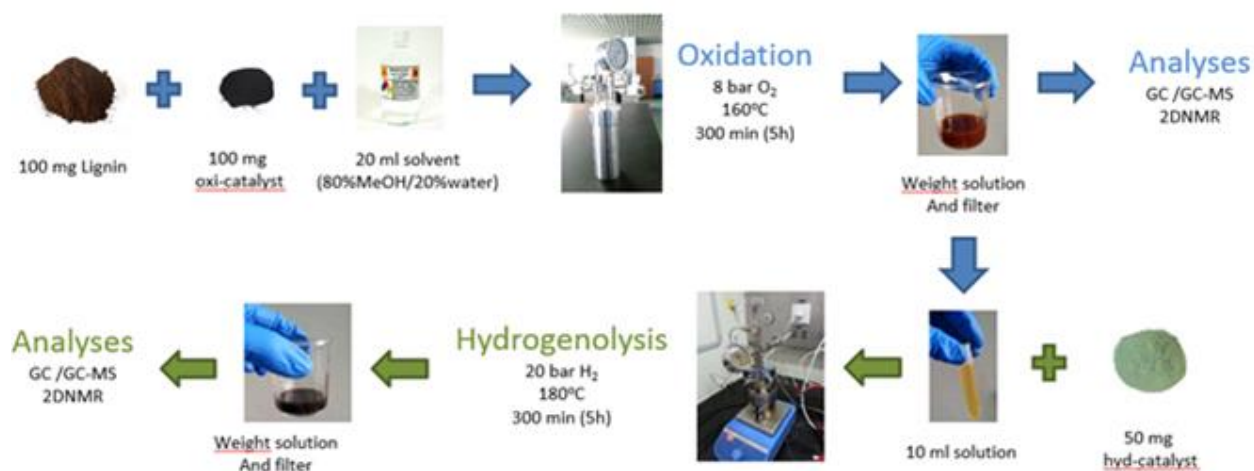 100 mg Lignin
100 mg
oxi-catalyst
20 ml solvent
(80%MeOH/20%water)
Oxidation
8 bar O₂
160ºC
300 min (5h)
Weight solution
And filter
Analyses
GC /GC-MS
2DNMR
10 ml solution
50 mg
hyd-catalyst
Hydrogenolysis
20 bar H₂
180ºC
300 min (5h)
Weight solution
And filter
Analyses
GC /GC-MS
2DNMR